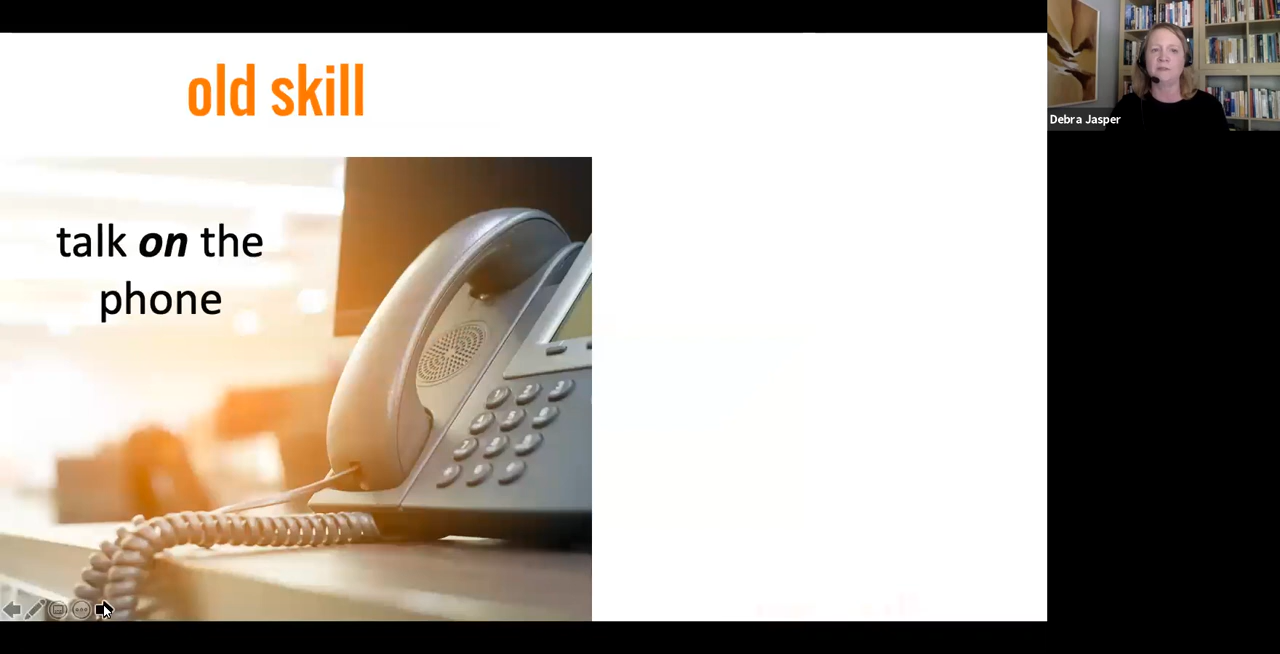 old skill
talk on the
phone
Debra Jasper